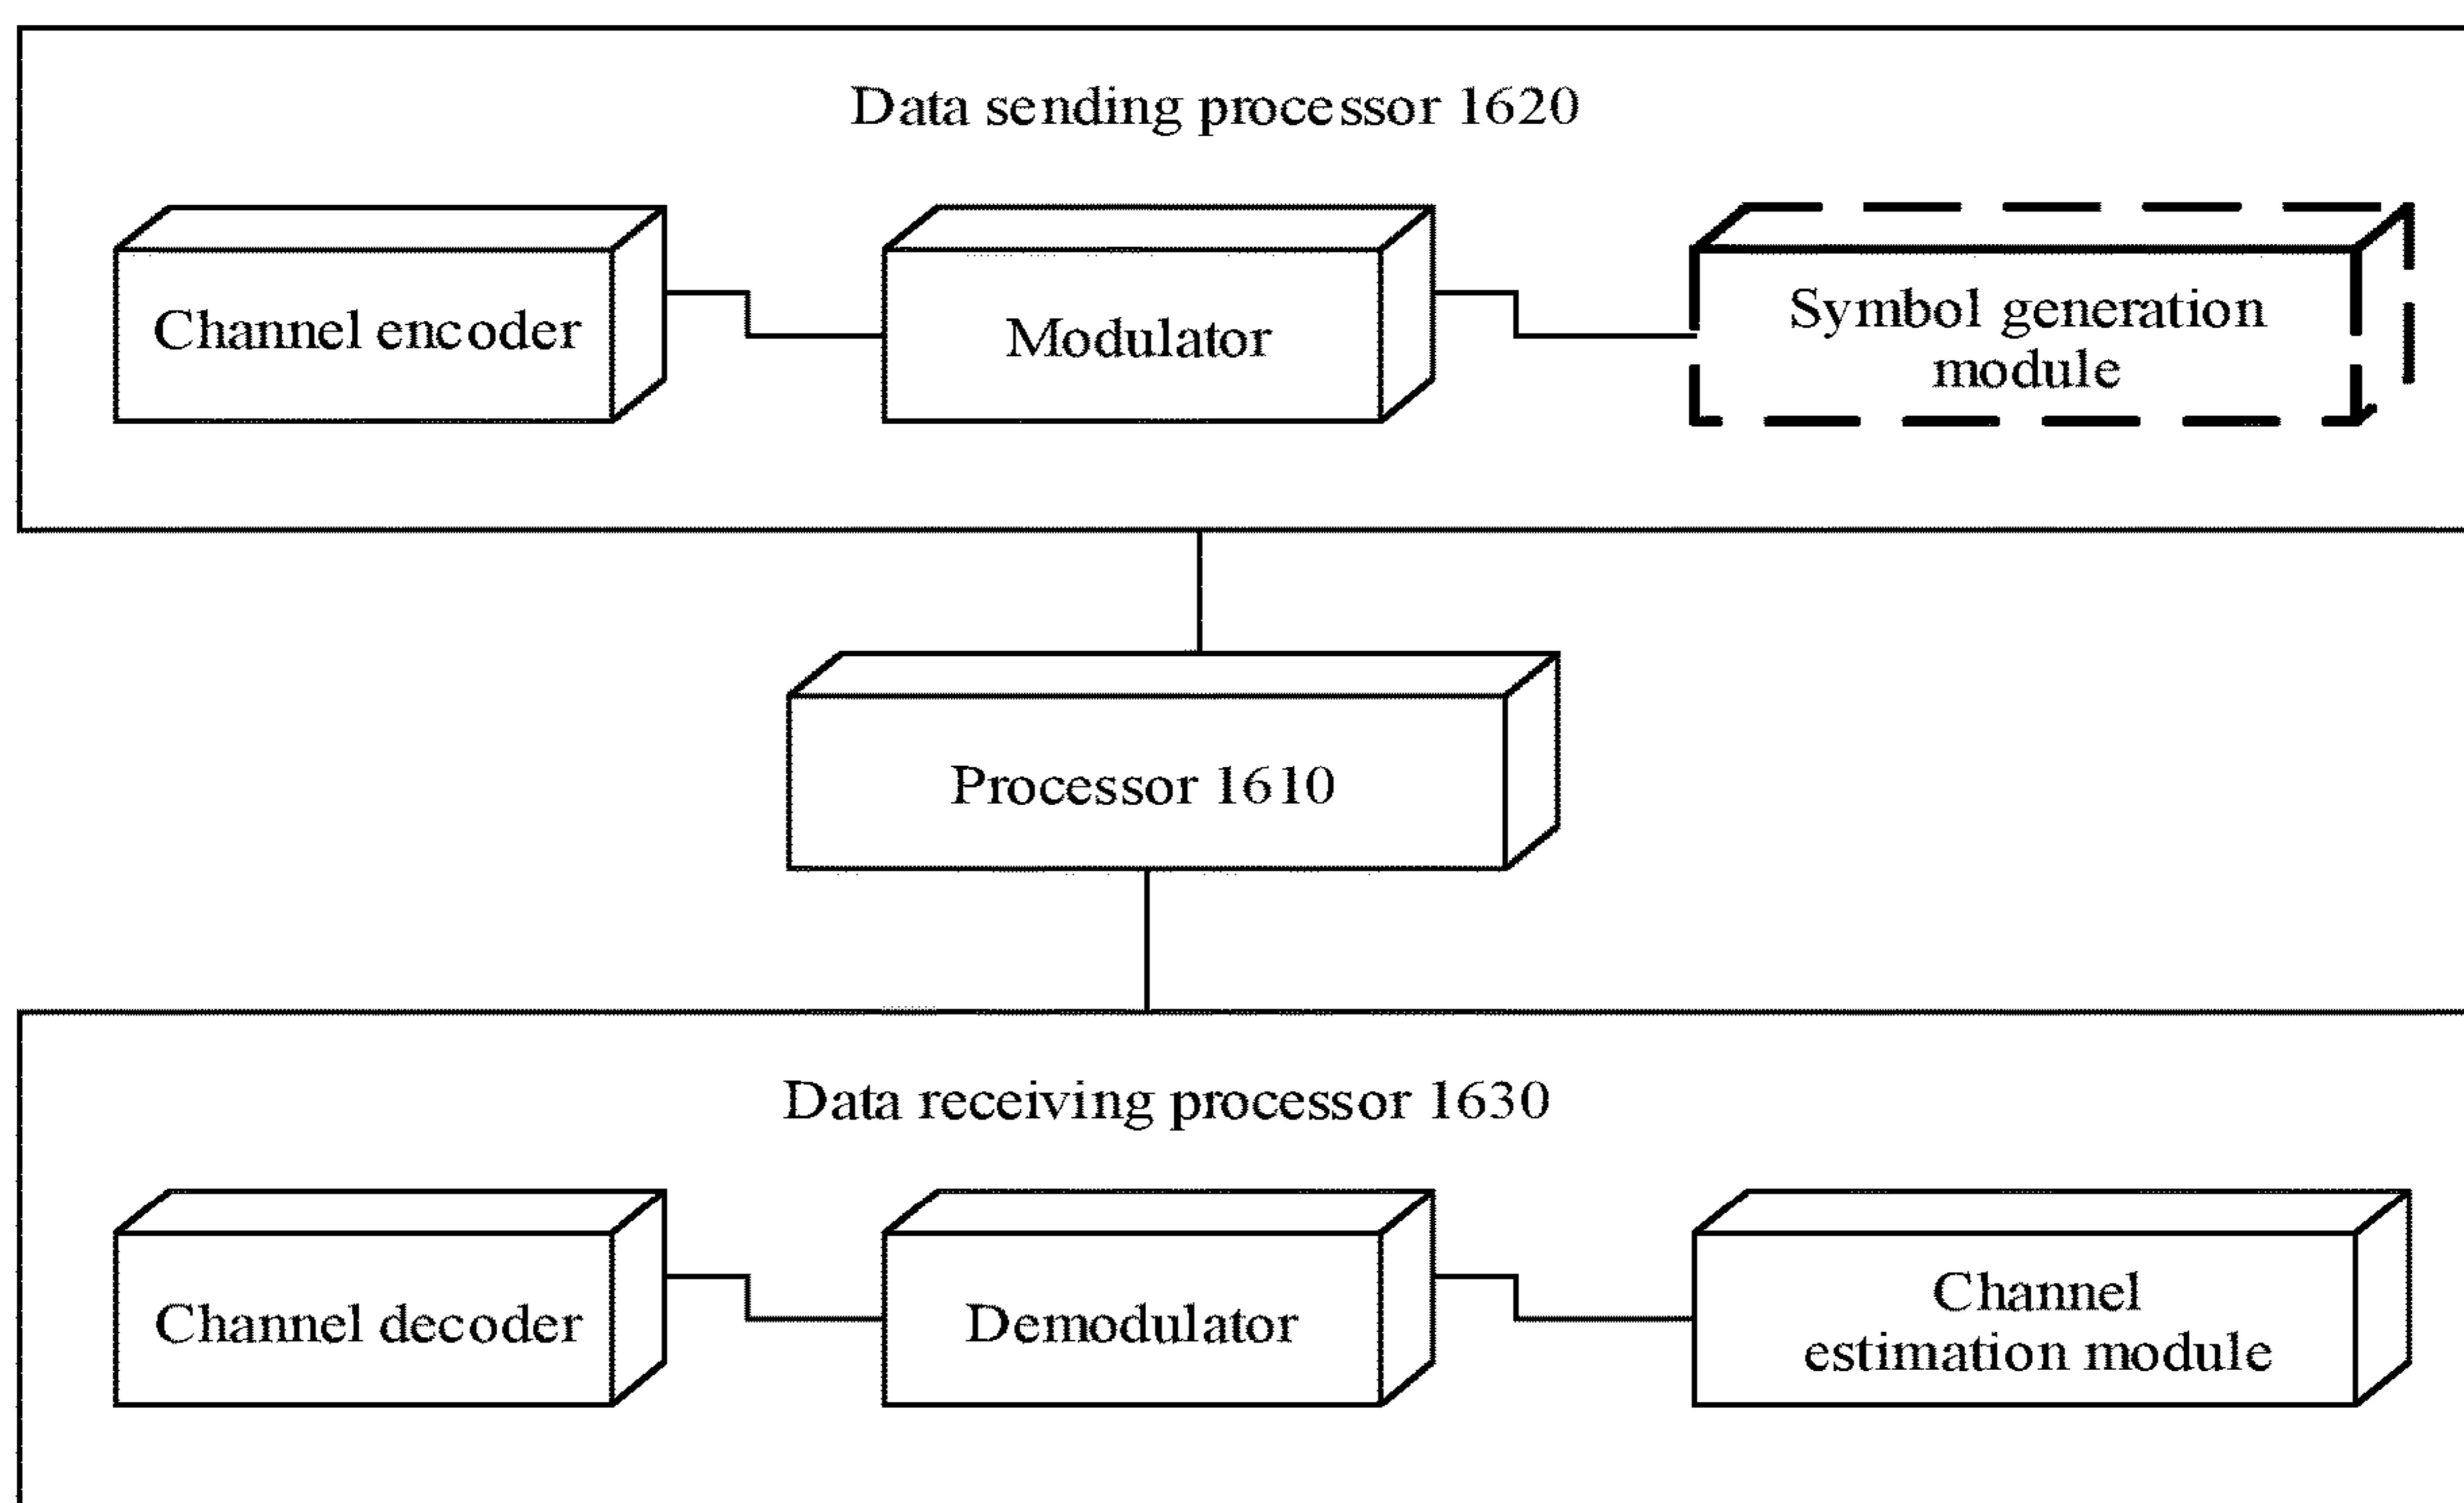 Data sending processor 1620
Channel encoder
Modulator
Symbol generation
module
Processor 1610
Data receiving processor 1630
Channel decoder
Demodulator
Channel
estimation module